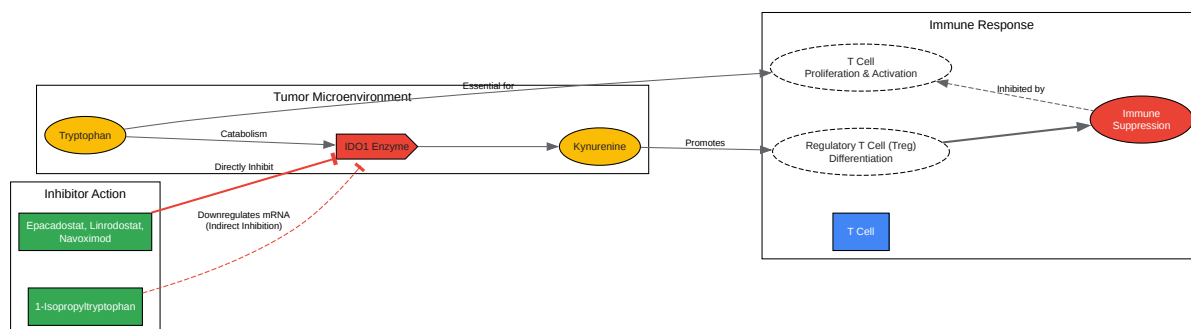 Immune Response
T Cell
Proliferation & Activation
Essential for
Inhibited by
Tumor Microenvironment
Immune
Suppression
Tryptophan
Catabolism
IDO1 Enzyme
Kynurenine
Promotes
Regulatory T Cell (Treg)
Differentiation
Directly Inhibit
Inhibitor Action
Downregulates mRNA
(Indirect Inhibition)
Epacadostat, Linrodostat,
Navoximod
T Cell
1-Isopropyltryptophan